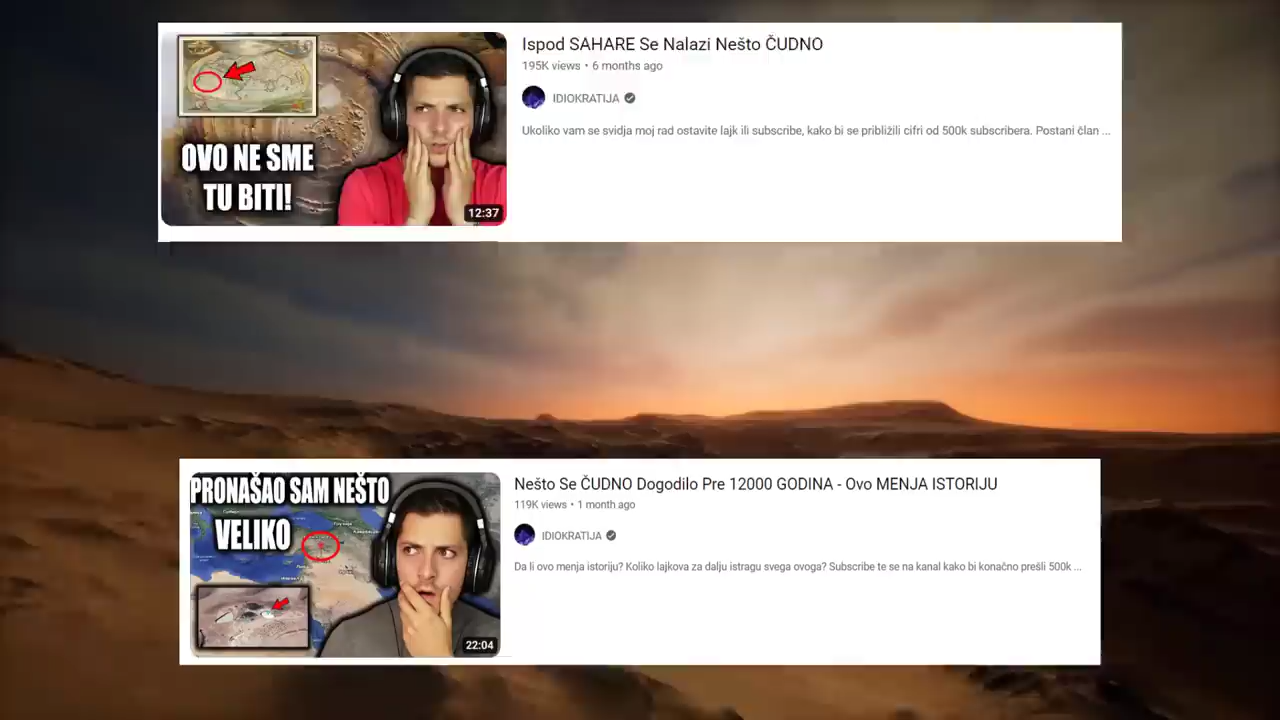 Ispod SAHARE Se Nalazi Nešto ČUDNO
195K views • 6 months ago
IDIOKRATIJA
Ukoliko vam se svidja moj rad ostavite lajk ili subscribe, kako bi se približili cifri od 500k subscribera. Postani član ...
OVO NE SME
TU BITI!
12:37
PRONAŠAO SAM NEŠTO
VELIKO
22:04
Nešto Se ČUDNO Dogodilo Pre 12000 GODINA - Ovo MENJA ISTORIJU
119K views • 1 month ago
IDIOKRATIJA
Da li ovo menja istoriju? Koliko lajkova za dalju istragu svega ovoga? Subscribe te se na kanal kako bi konačno prešli 500k ...